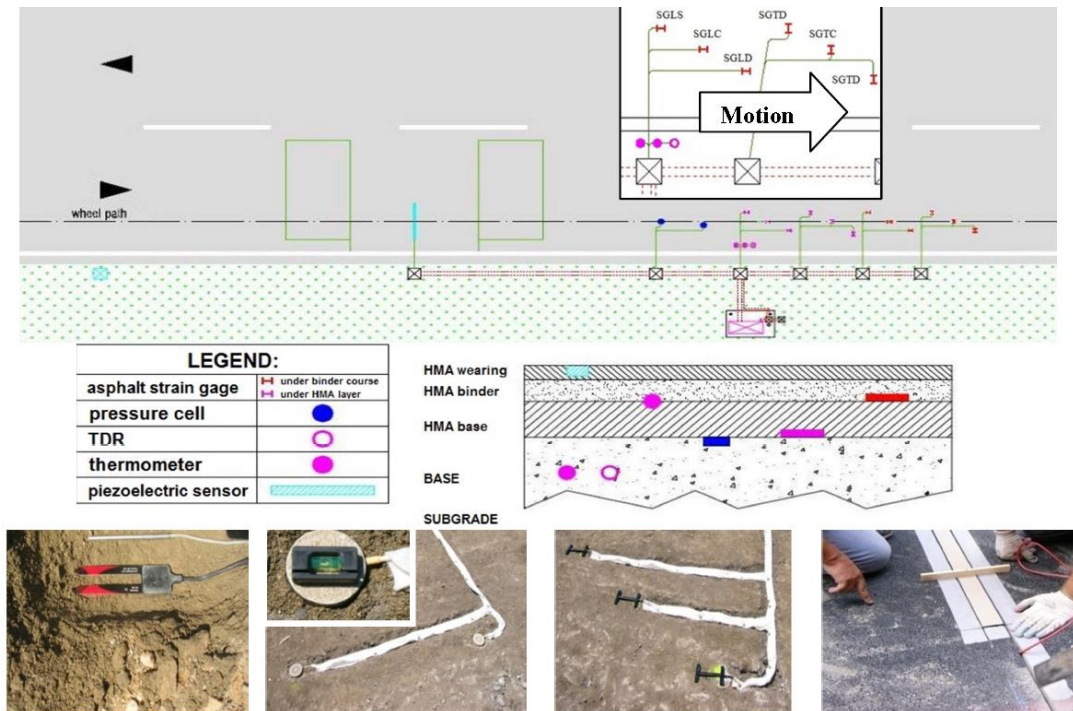 SGLS
SGLC
SGLD
SGTD
SGTC
SGTD
Motion
wheel path
LEGEND:
asphalt strain gage
under binder course
under HMA layer
pressure cell
TDR
thermometer
piezoelectric sensor
HMA wearing
HMA binder
HMA base
BASE
SUBGRADE